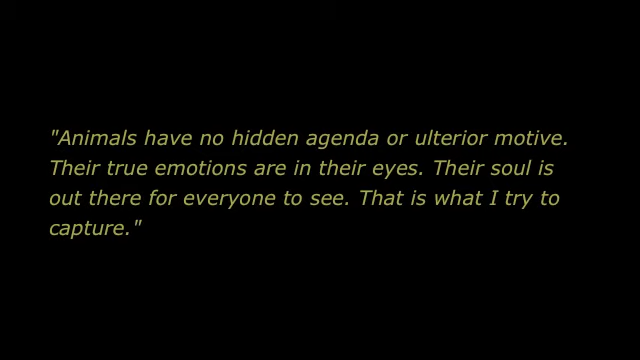 "Animals have no hidden agenda or ulterior motive.
Their true emotions are in their eyes. Their soul is
out there for everyone to see. That is what I try to
capture."